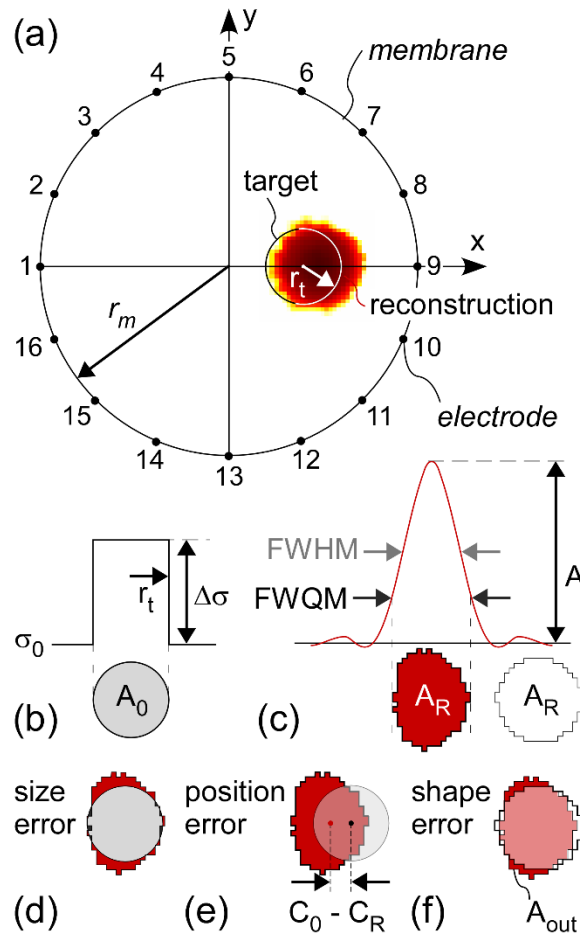 (a)
y
5
4
6
membrane
3
7
target
2
8
x
1
9
r_t
reconstruction
r_m
16
10
15
11
electrode
14
12
13
FWHM
A
FWQM
r_t
Δσ
σ_0
A_0
A_R
A_R
(b)
(c)
size
error
position
error
shape
error
(d)
(e)
C_0 - C_R
(f)
A_out